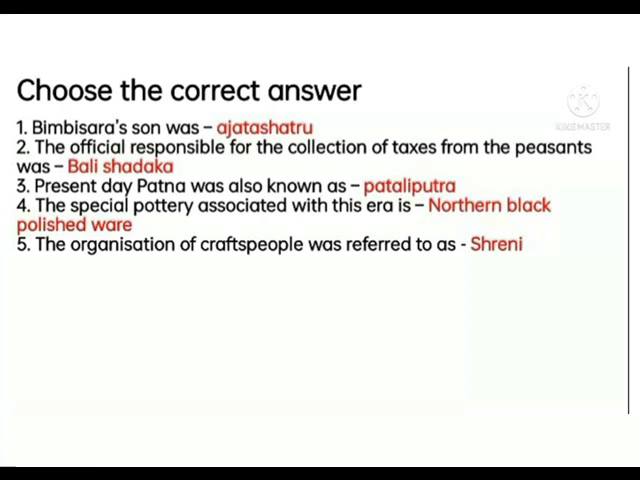 Choose the correct answer
KINEMASTER
1. Bimbisara's son was – ajatashatru
2. The official responsible for the collection of taxes from the peasants
was – Bali shadaka
3. Present day Patna was also known as – pataliputra
4. The special pottery associated with this era is – Northern black
polished ware
5. The organisation of craftspeople was referred to as - Shreni